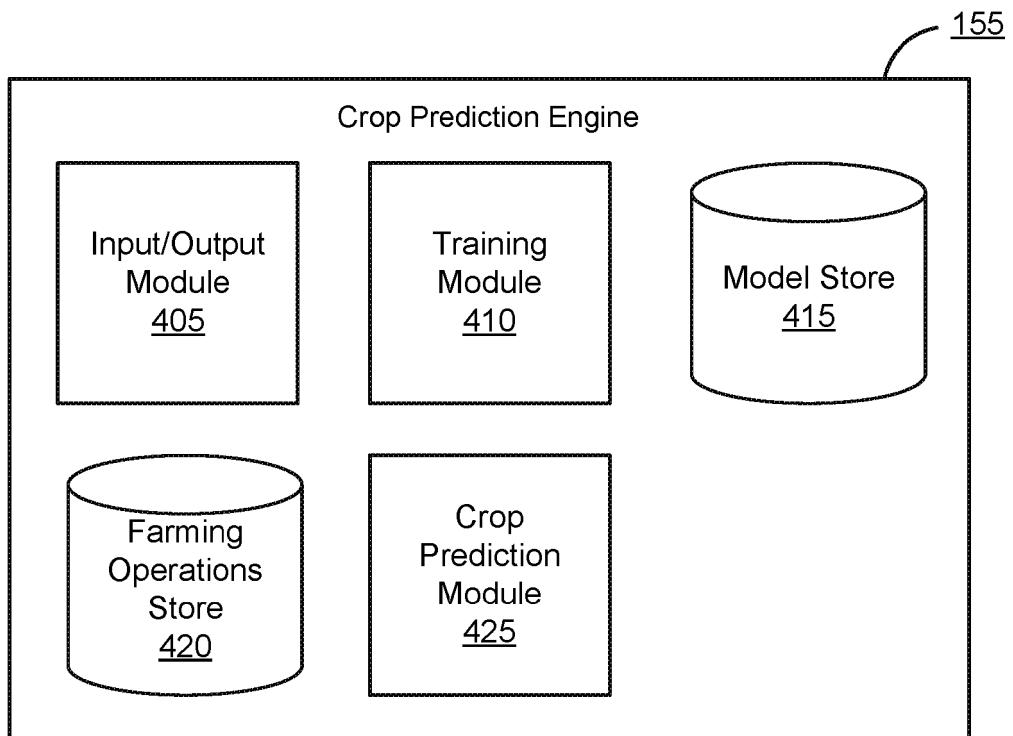 155
Crop Prediction Engine
Input/Output
Module
405
Training
Module
410
Model Store
415
Farming
Operations
Store
420
Crop
Prediction
Module
425